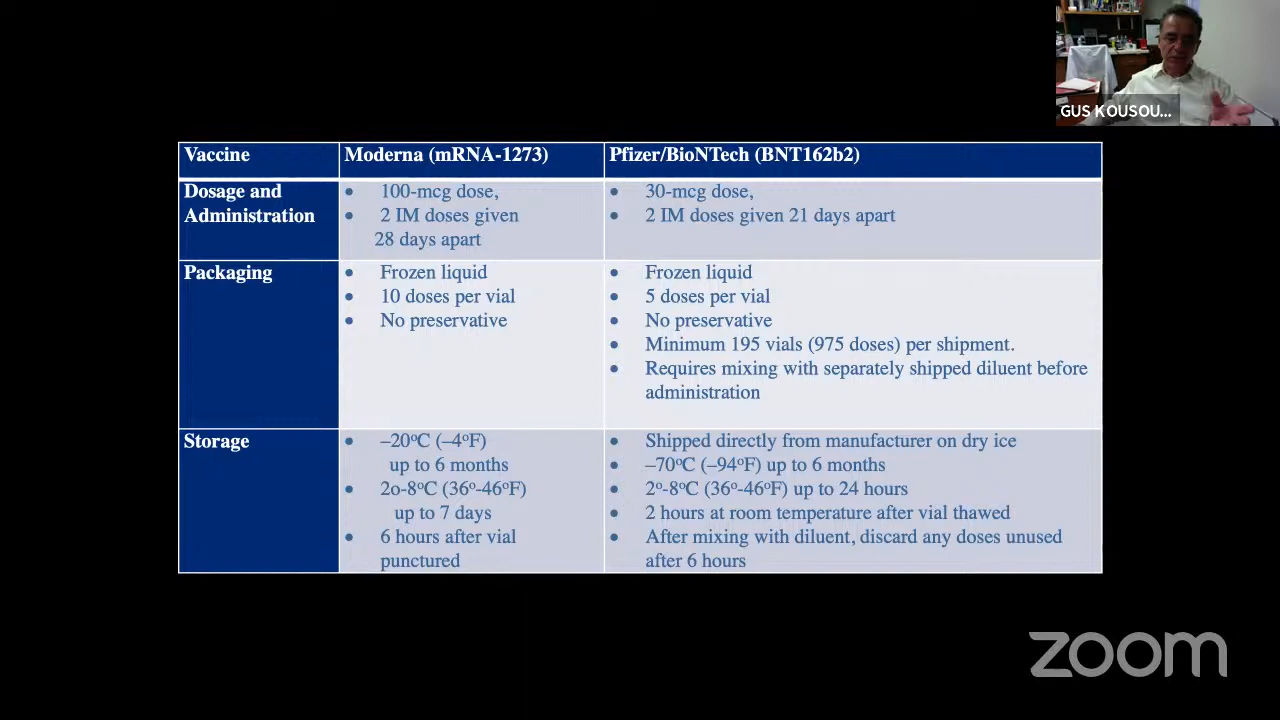 GUS KOUSOU...
Vaccine
Moderna (mRNA-1273)
Pfizer/BioNTech (BNT162b2)
Dosage and
Administration
• 100-mcg dose,
• 2 IM doses given
28 days apart
• 30-mcg dose,
• 2 IM doses given 21 days apart
Packaging
• Frozen liquid
• 10 doses per vial
• No preservative
• Frozen liquid
• 5 doses per vial
• No preservative
• Minimum 195 vials (975 doses) per shipment.
• Requires mixing with separately shipped diluent before
administration
Storage
• –20ºC (–4ºF)
up to 6 months
• 2o-8ºC (36º-46ºF)
up to 7 days
• 6 hours after vial
punctured
• Shipped directly from manufacturer on dry ice
• –70ºC (–94ºF) up to 6 months
• 2º-8ºC (36º-46ºF) up to 24 hours
• 2 hours at room temperature after vial thawed
• After mixing with diluent, discard any doses unused
after 6 hours
zoom